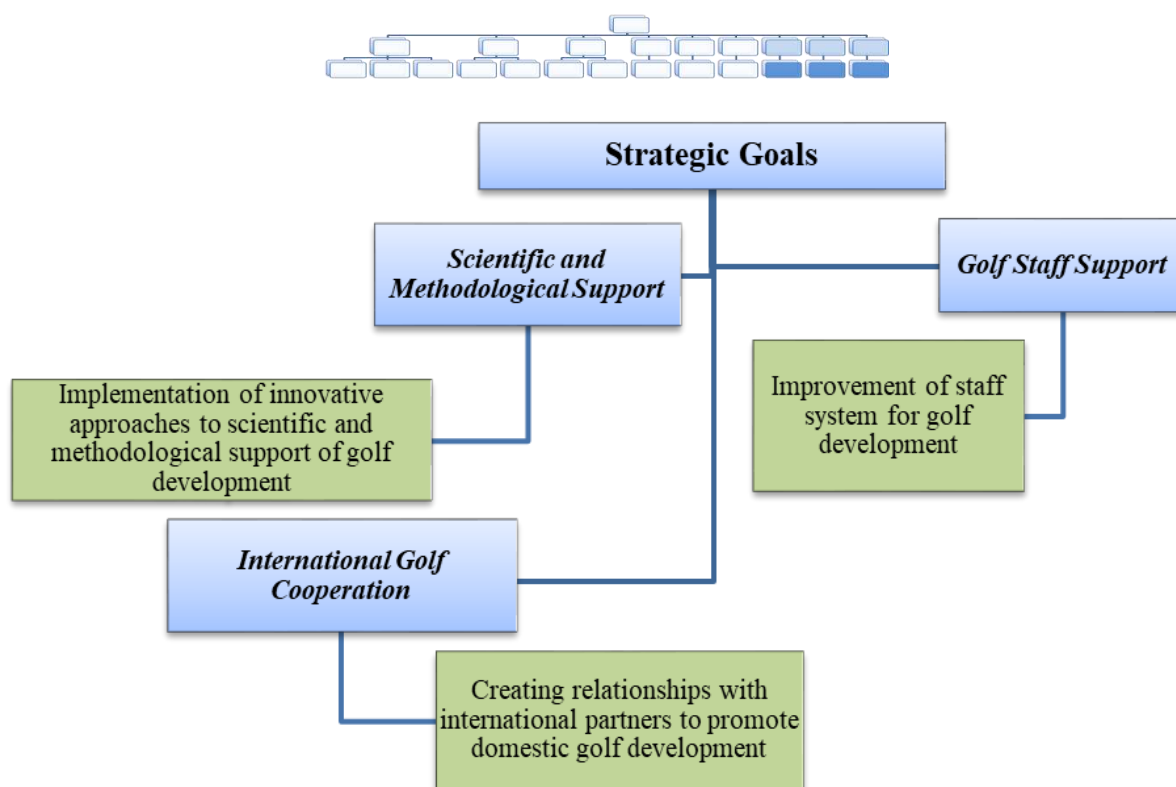 Strategic Goals
Scientific and
Methodological Support
Golf Staff Support
Implementation of innovative
approaches to scientific and
methodological support of golf
development
Improvement of staff
system for golf
development
International Golf
Cooperation
Creating relationships with
international partners to promote
domestic golf development